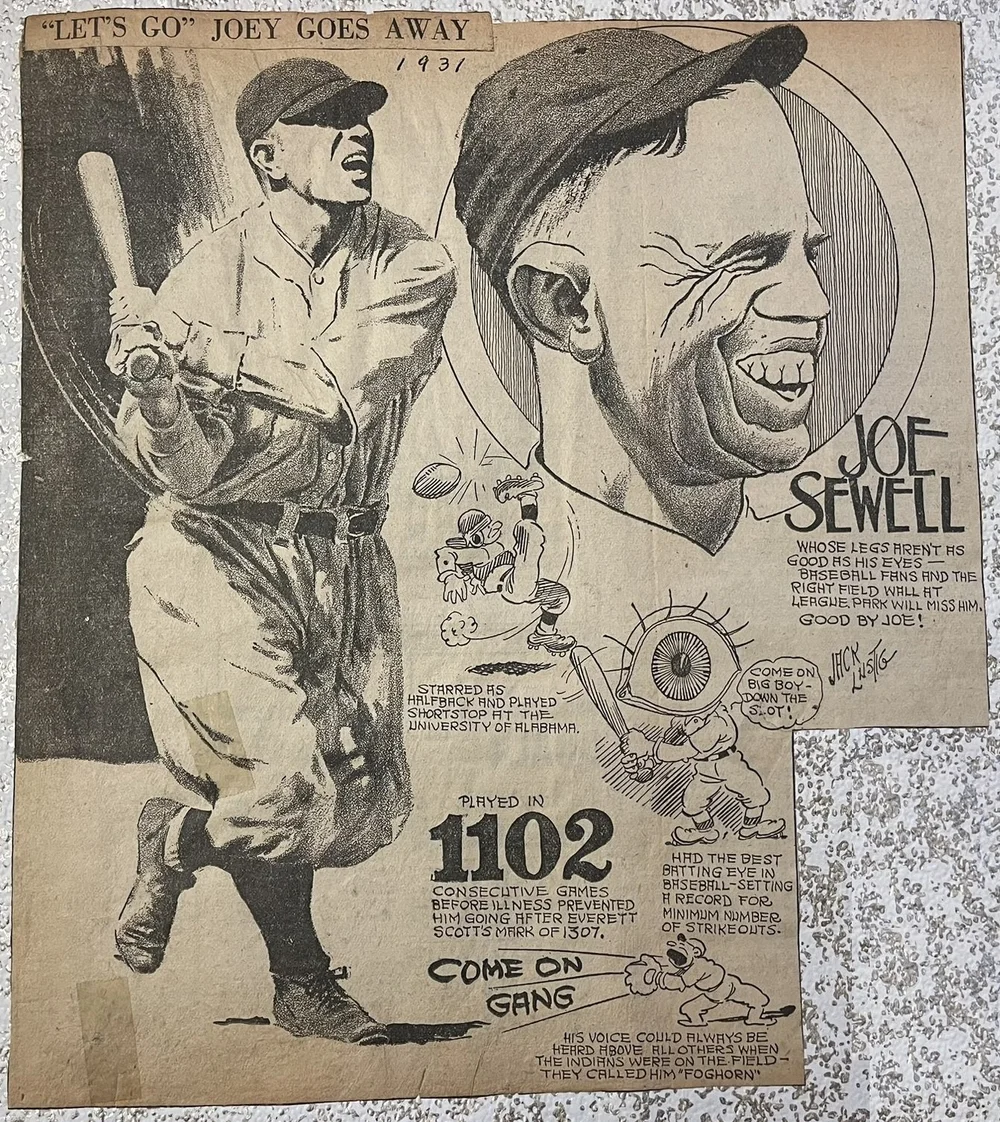 "LET'S GO" JOEY GOES AWAY
1931
JOE
SEWELL
WHOSE LEGS ARENT AS
GOOD AS HIS EYES —
BASEBALL FANS AND THE
RIGHT FIELD WALL AT
LEAGUE PARK WILL MISS HIM.
GOOD BY JOE!
JACK
LUSTIG
COME ON
BIG BOY-
DOWN THE
SLOT!
STARRED AS
HALFBACK AND PLAYED
SHORTSTOP AT THE
UNIVERSITY OF ALABAMA.
PLAYED IN
1102
CONSECUTIVE GAMES
BEFORE ILLNESS PREVENTED
HIM GOING AFTER EVERETT
SCOTT'S MARK OF 1307.
HAD THE BEST
BATTING EYE IN
BASEBALL-SETTING
A RECORD FOR
MINIMUM NUMBER
OF STRIKEOUTS.
COME ON
GANG
HIS VOICE COULD ALWAYS BE
HEARD ABOVE ALL OTHERS WHEN
THE INDIANS WERE ON THE FIELD —
THEY CALLED HIM "FOGHORN"